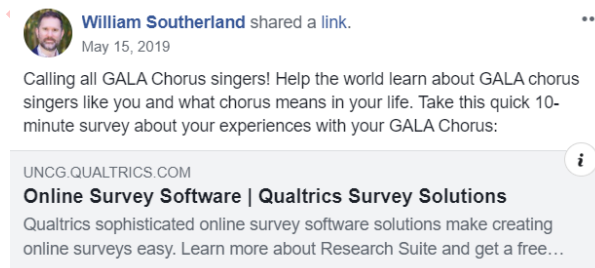 William Southerland shared a link.
May 15, 2019
Calling all GALA Chorus singers! Help the world learn about GALA chorus
singers like you and what chorus means in your life. Take this quick 10-
minute survey about your experiences with your GALA Chorus:
UNCG.QUALTRICS.COM
Online Survey Software | Qualtrics Survey Solutions
Qualtrics sophisticated online survey software solutions make creating
online surveys easy. Learn more about Research Suite and get a free…